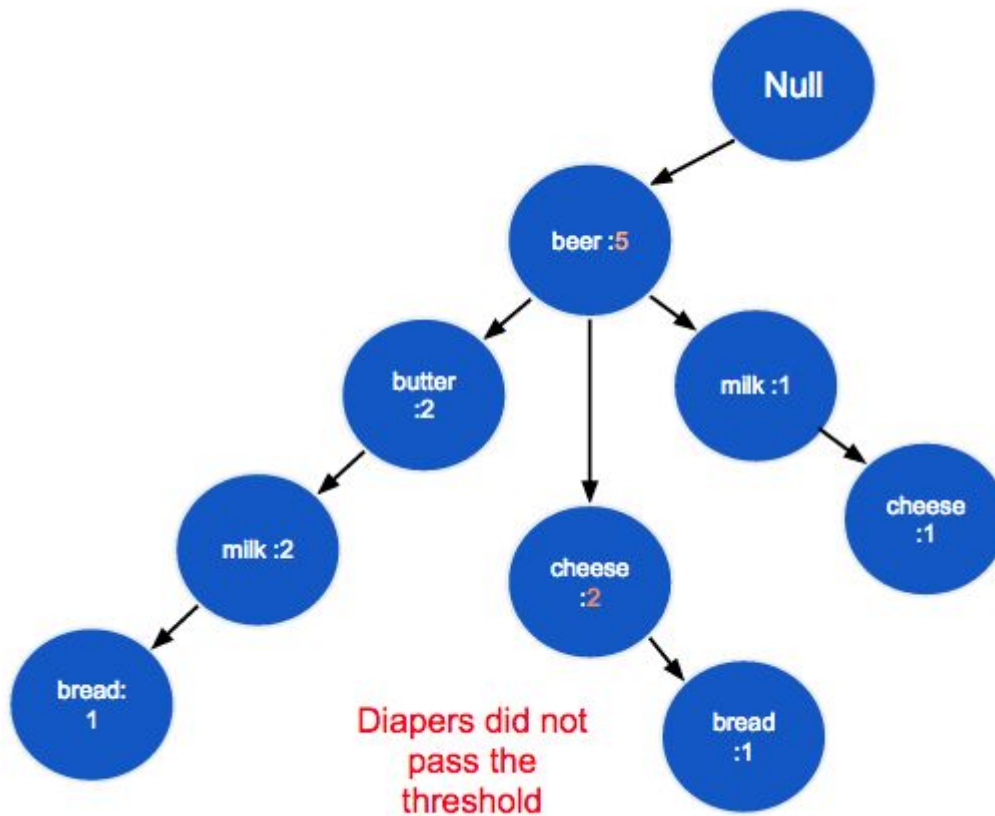 Null
beer :5
butter
:2
milk :1
cheese
:1
milk :2
cheese
:2
bread:
1
bread
:1
Diapers did not
pass the
threshold